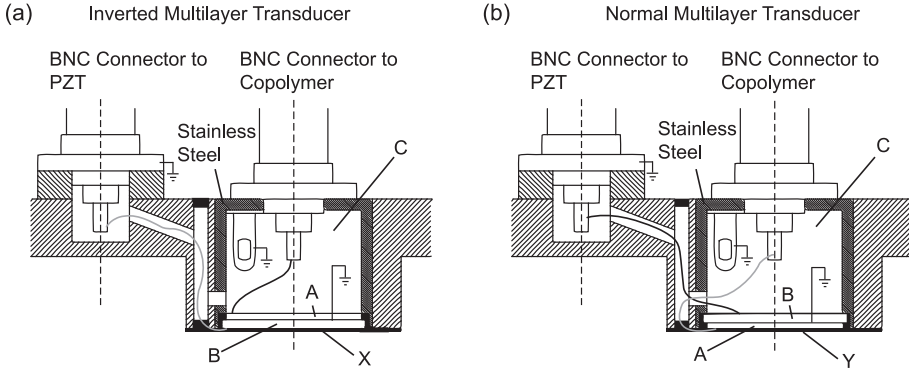 (a)
Inverted Multilayer Transducer
BNC Connector to
PZT
BNC Connector to
Copolymer
Stainless
Steel
C
A
B
X
(b)
Normal Multilayer Transducer
BNC Connector to
PZT
BNC Connector to
Copolymer
Stainless
Steel
C
B
A
Y